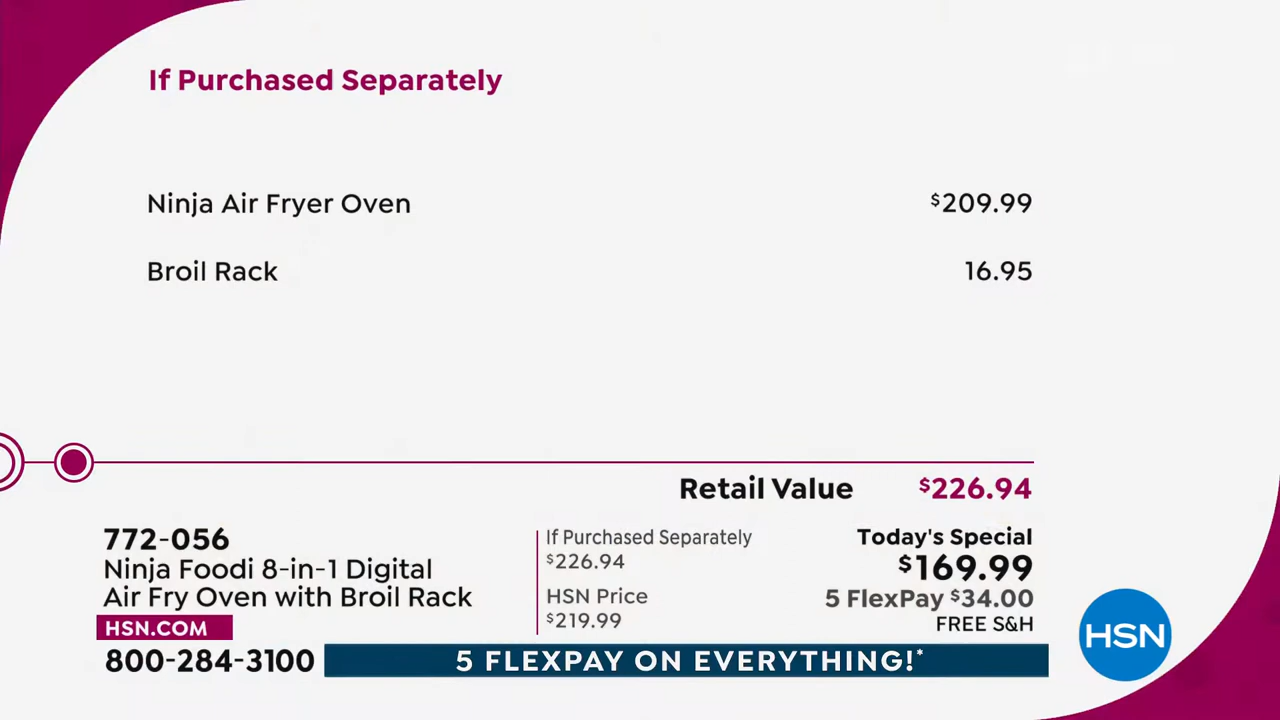 If Purchased Separately
Ninja Air Fryer Oven $209.99
Broil Rack 16.95
Retail Value $226.94
772-056
Ninja Foodi 8-in-1 Digital
Air Fry Oven with Broil Rack
HSN.COM
800-284-3100
If Purchased Separately
$226.94
HSN Price
$219.99
Today's Special
$169.99
5 FlexPay $34.00
FREE S&H
5 FLEXPAY ON EVERYTHING!*
HSN